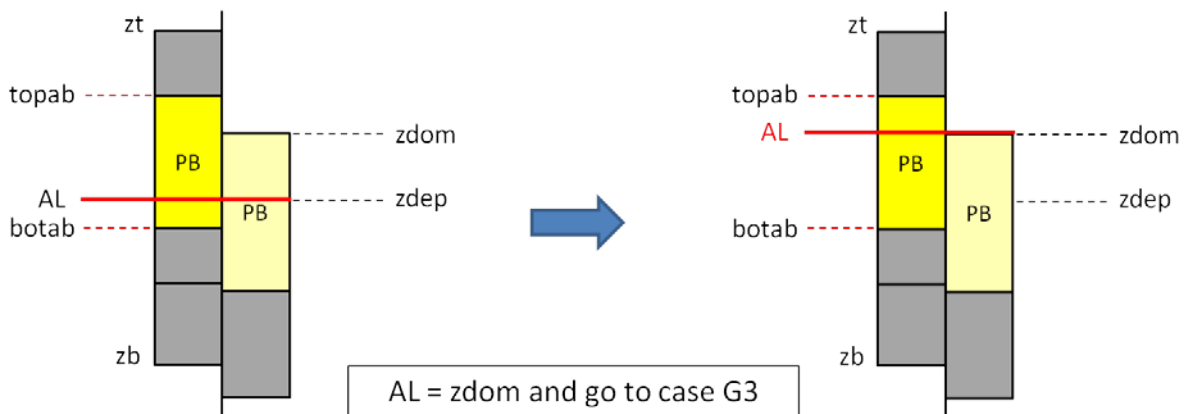 zt
topab
zdom
PB
AL
zdep
PB
botab
zb
zt
topab
AL
zdom
PB
zdep
PB
botab
zb
AL = zdom and go to case G3